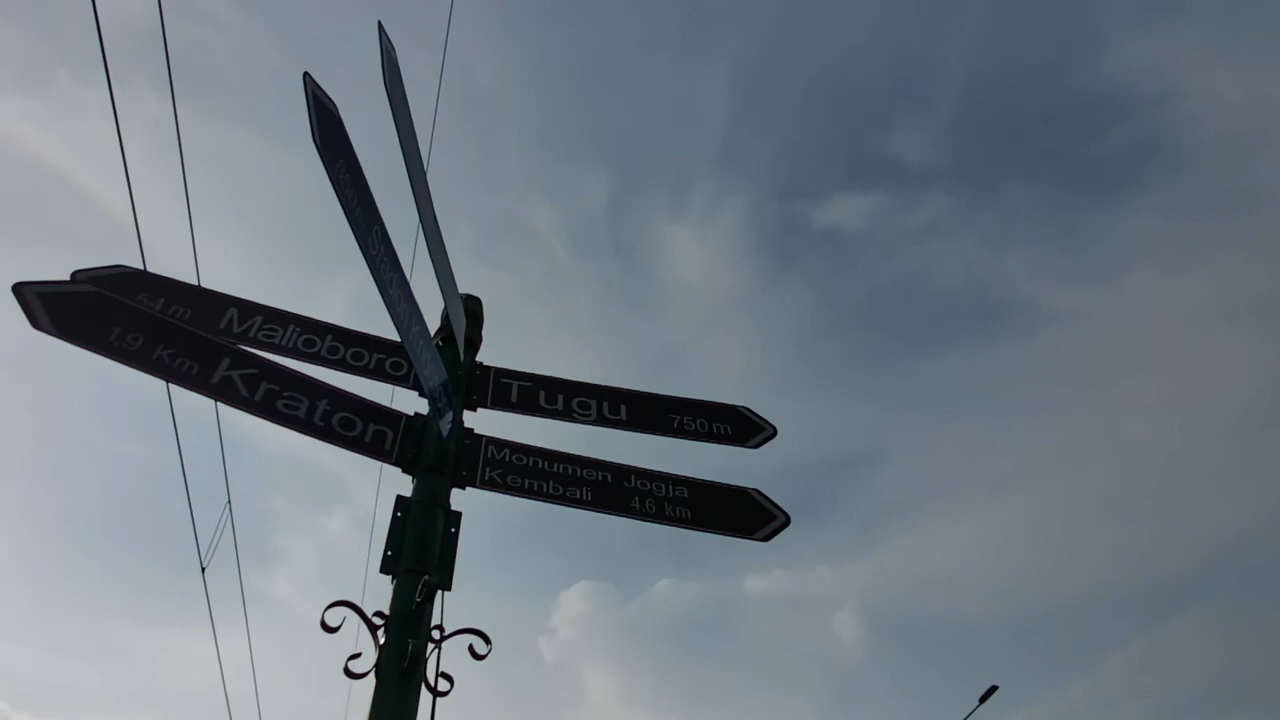 54 m Malioboro
1,9 Km Kraton
Tugu 750 m
Monumen Jogja
Kembali 4,6 km